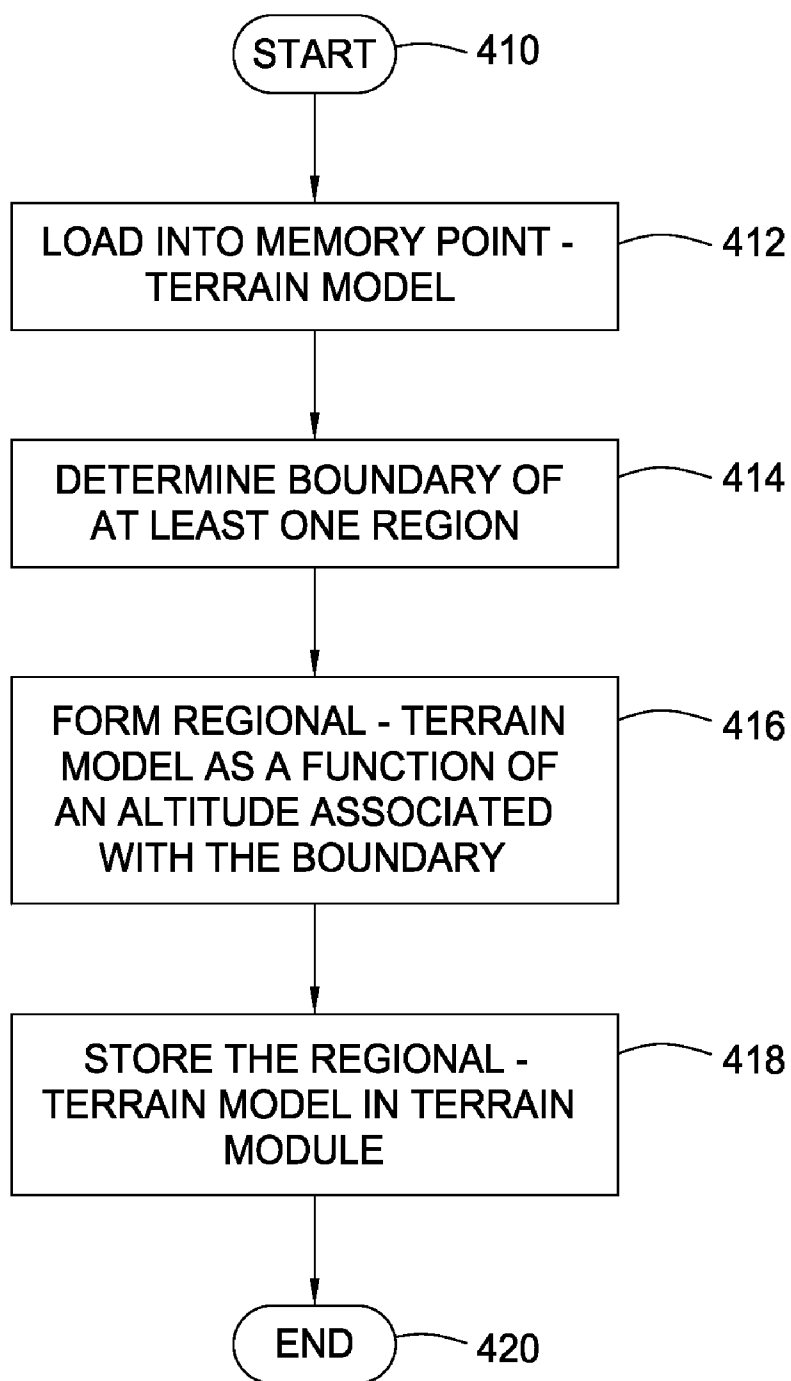 START
410
LOAD INTO MEMORY POINT -
TERRAIN MODEL
412
DETERMINE BOUNDARY OF
AT LEAST ONE REGION
414
FORM REGIONAL - TERRAIN
MODEL AS A FUNCTION OF
AN ALTITUDE ASSOCIATED
WITH THE BOUNDARY
416
STORE THE REGIONAL -
TERRAIN MODEL IN TERRAIN
MODULE
418
END
420